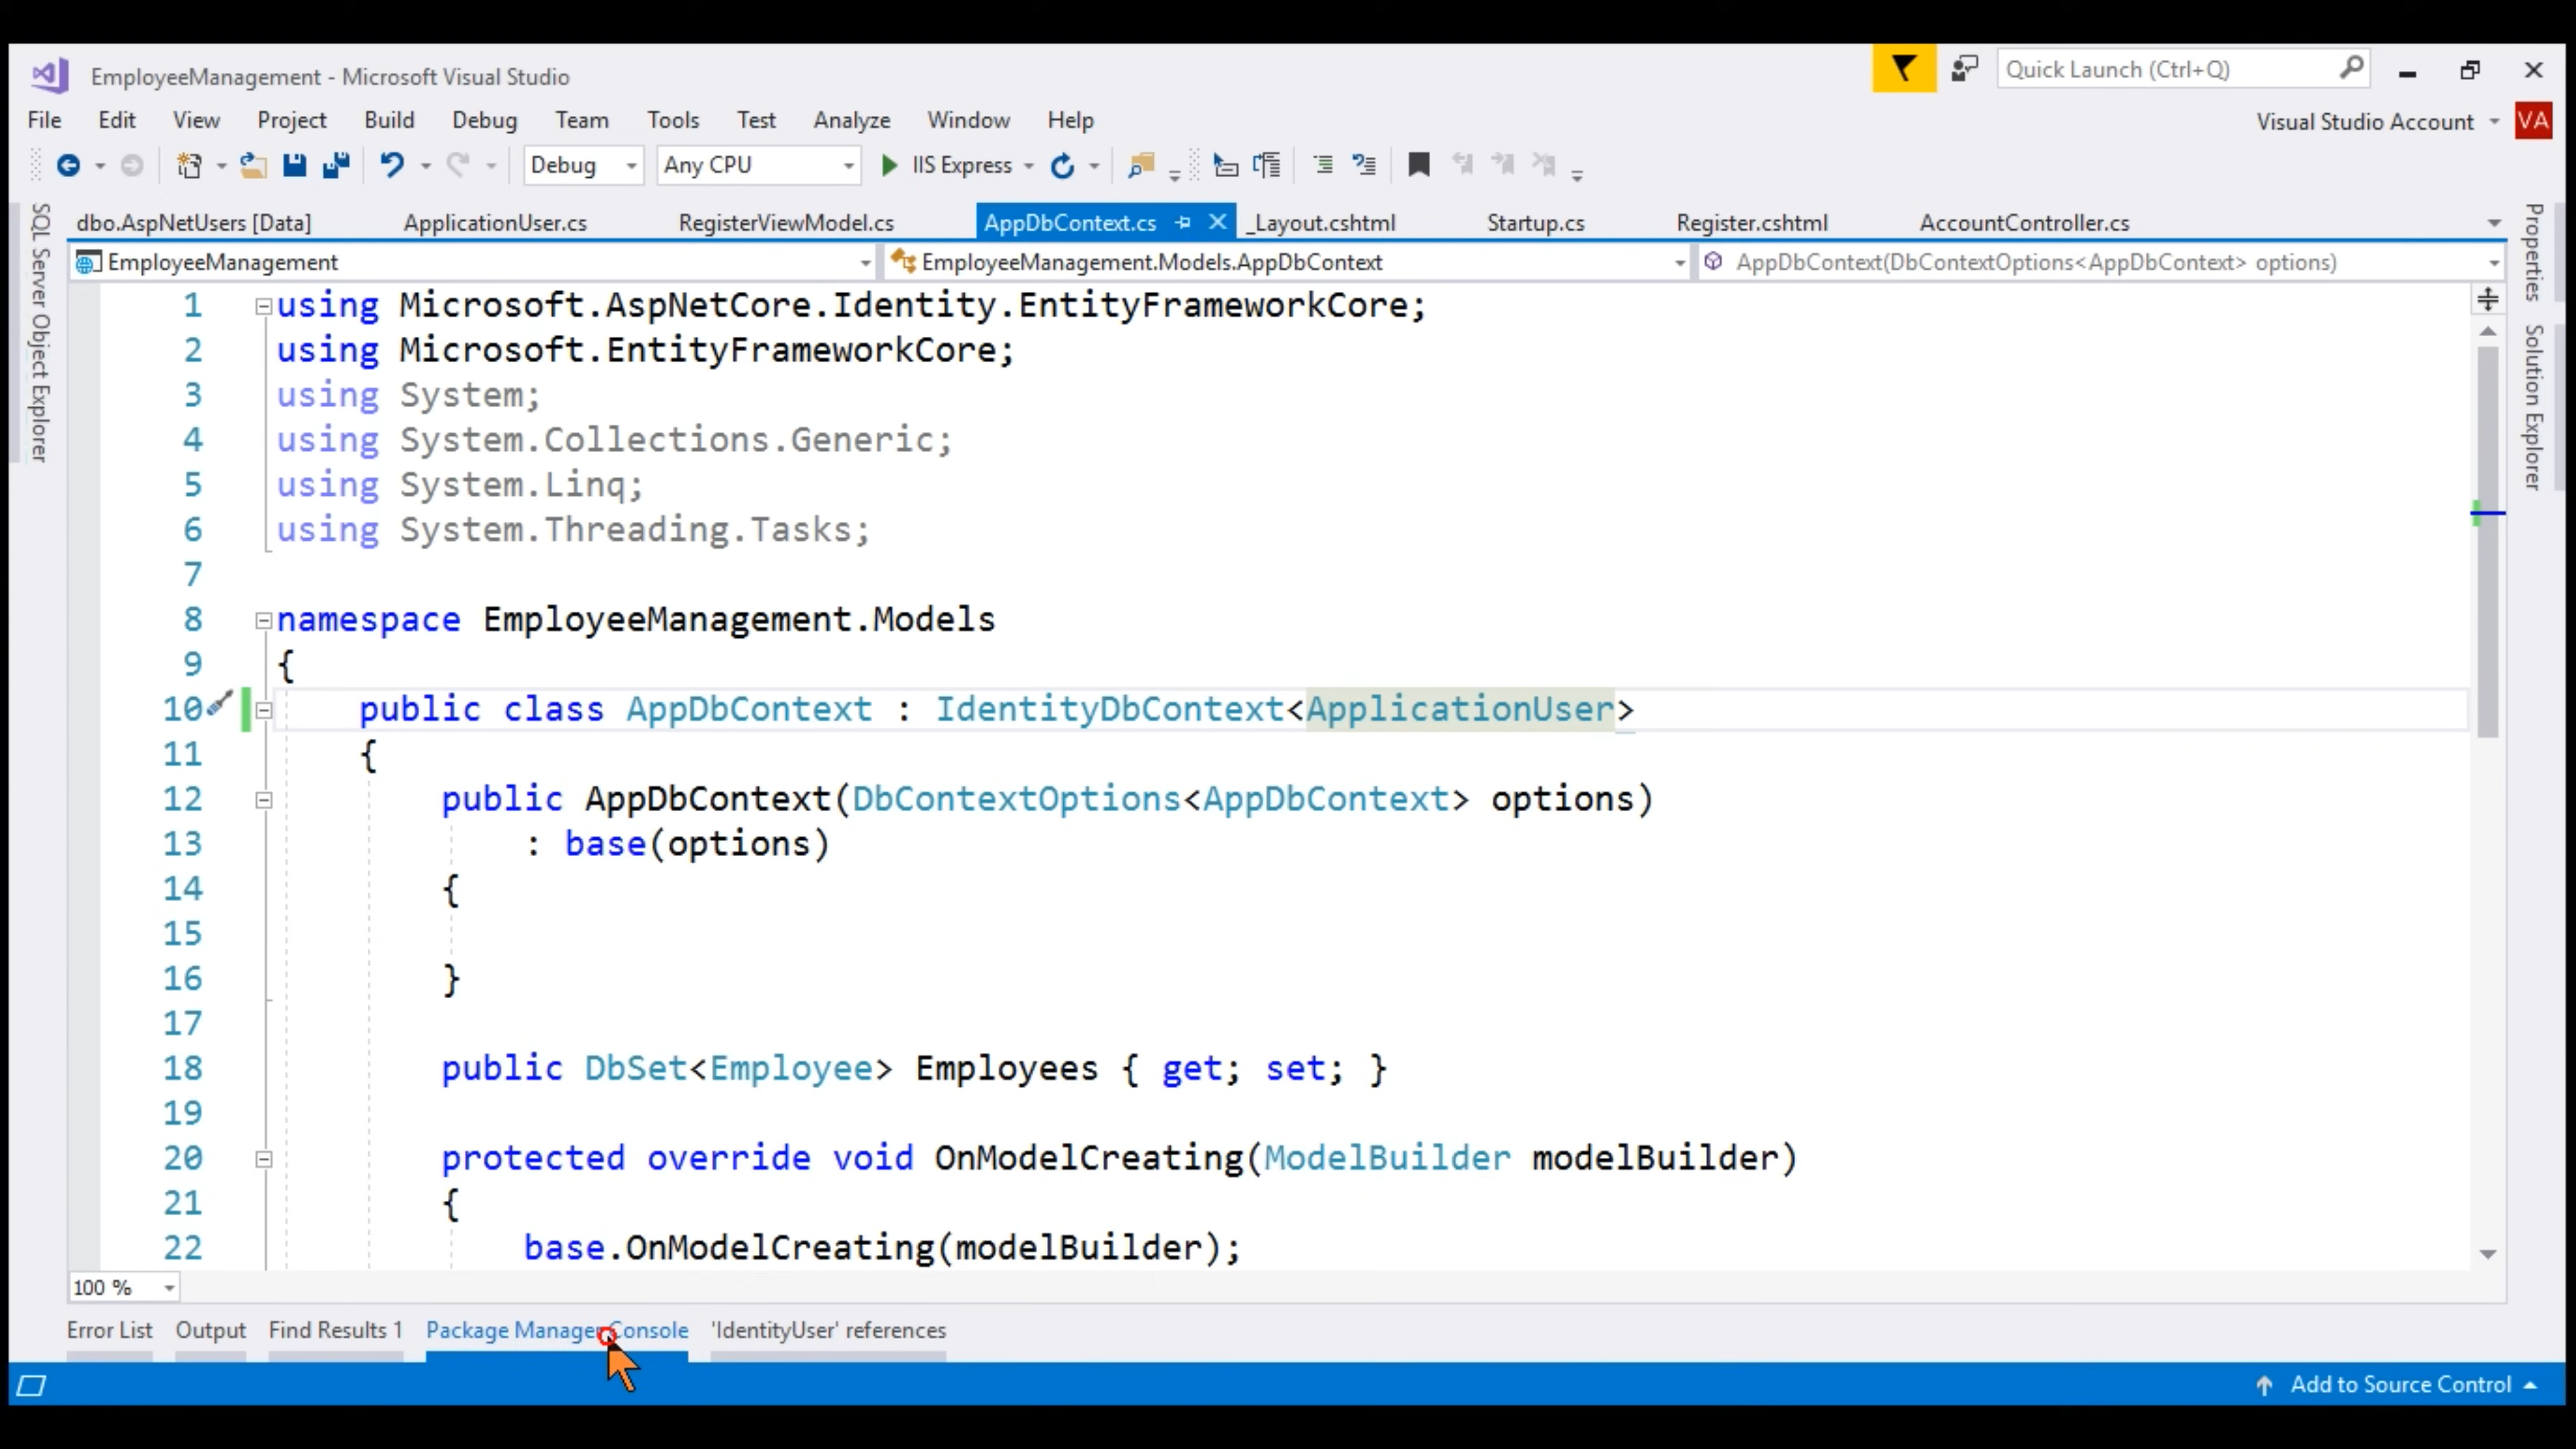 EmployeeManagement - Microsoft Visual Studio
Quick Launch (Ctrl+Q)
File Edit View Project Build Debug Team Tools Test Analyze Window Help
Visual Studio Account VA
Debug Any CPU IIS Express
SQL Server Object Explorer
dbo.AspNetUsers [Data] ApplicationUser.cs RegisterViewModel.cs AppDbContext.cs _Layout.cshtml Startup.cs Register.cshtml AccountController.cs
Properties
Solution Explorer
EmployeeManagement EmployeeManagement.Models.AppDbContext AppDbContext(DbContextOptions<AppDbContext> options)
1 using Microsoft.AspNetCore.Identity.EntityFrameworkCore;
2 using Microsoft.EntityFrameworkCore;
3 using System;
4 using System.Collections.Generic;
5 using System.Linq;
6 using System.Threading.Tasks;
7
8 namespace EmployeeManagement.Models
9 {
10 public class AppDbContext : IdentityDbContext<ApplicationUser>
11 {
12 public AppDbContext(DbContextOptions<AppDbContext> options)
13 : base(options)
14 {
15
16 }
17
18 public DbSet<Employee> Employees { get; set; }
19
20 protected override void OnModelCreating(ModelBuilder modelBuilder)
21 {
22 base.OnModelCreating(modelBuilder);
100 %
Error List Output Find Results 1 Package Manager Console 'IdentityUser' references
Add to Source Control